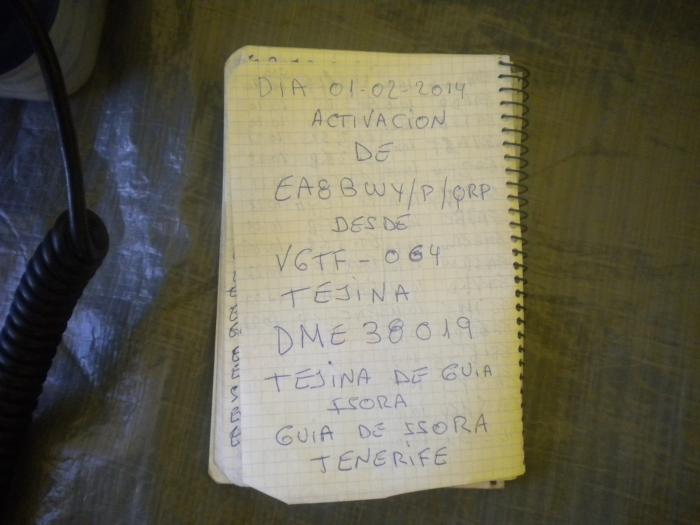 DIA 01-02-2014
ACTIVACION
DE
EA8BWY/P/QRP
DESDE
VGTF-064
TEJINA
DME 38019
TEJINA DE GUIA
ISORA
GUIA DE ISORA
TENERIFE